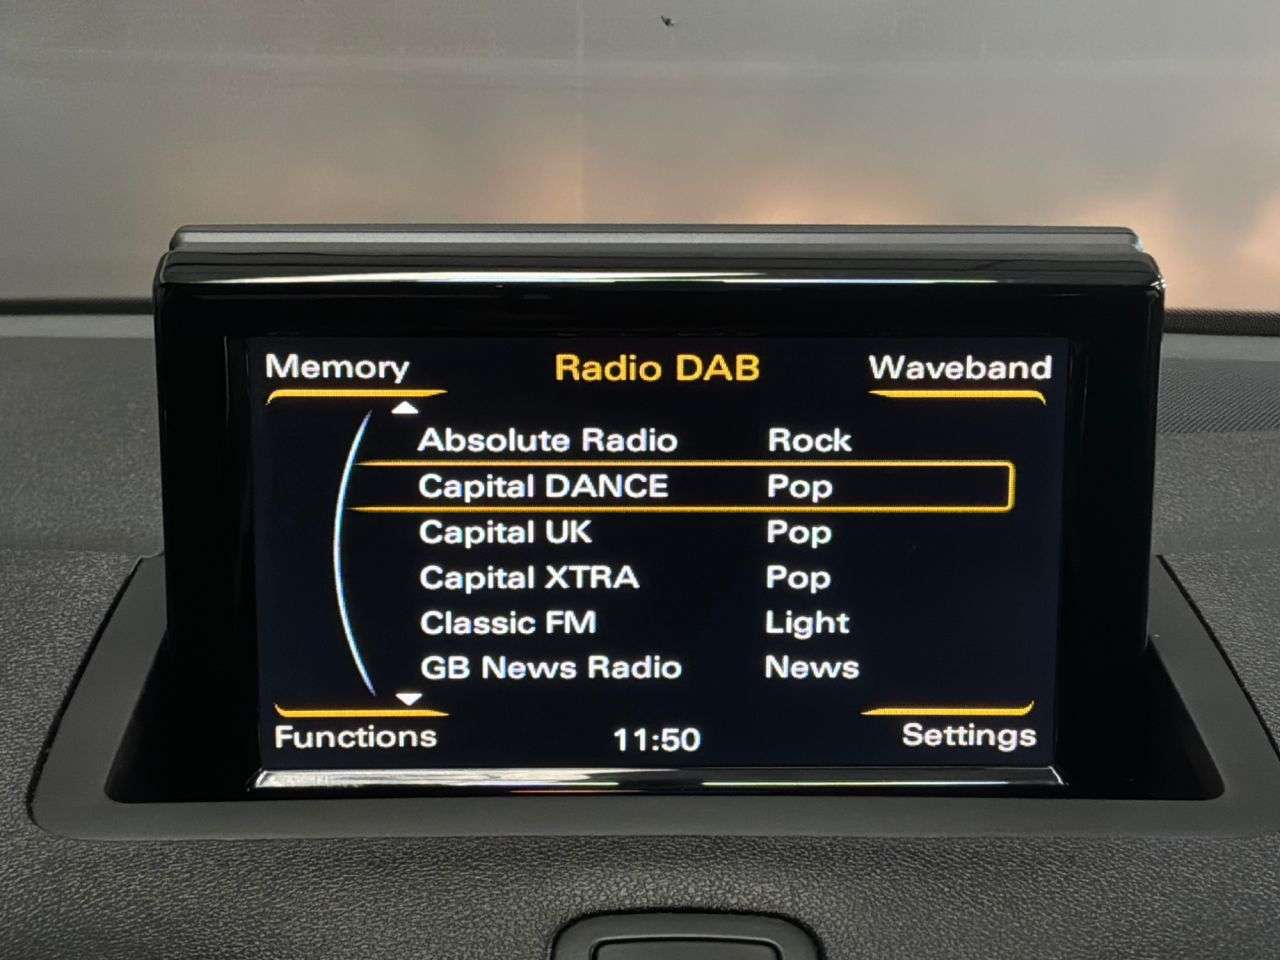 Memory Radio DAB Waveband
Absolute Radio Rock
Capital DANCE Pop
Capital UK Pop
Capital XTRA Pop
Classic FM Light
GB News Radio News
Functions 11:50 Settings